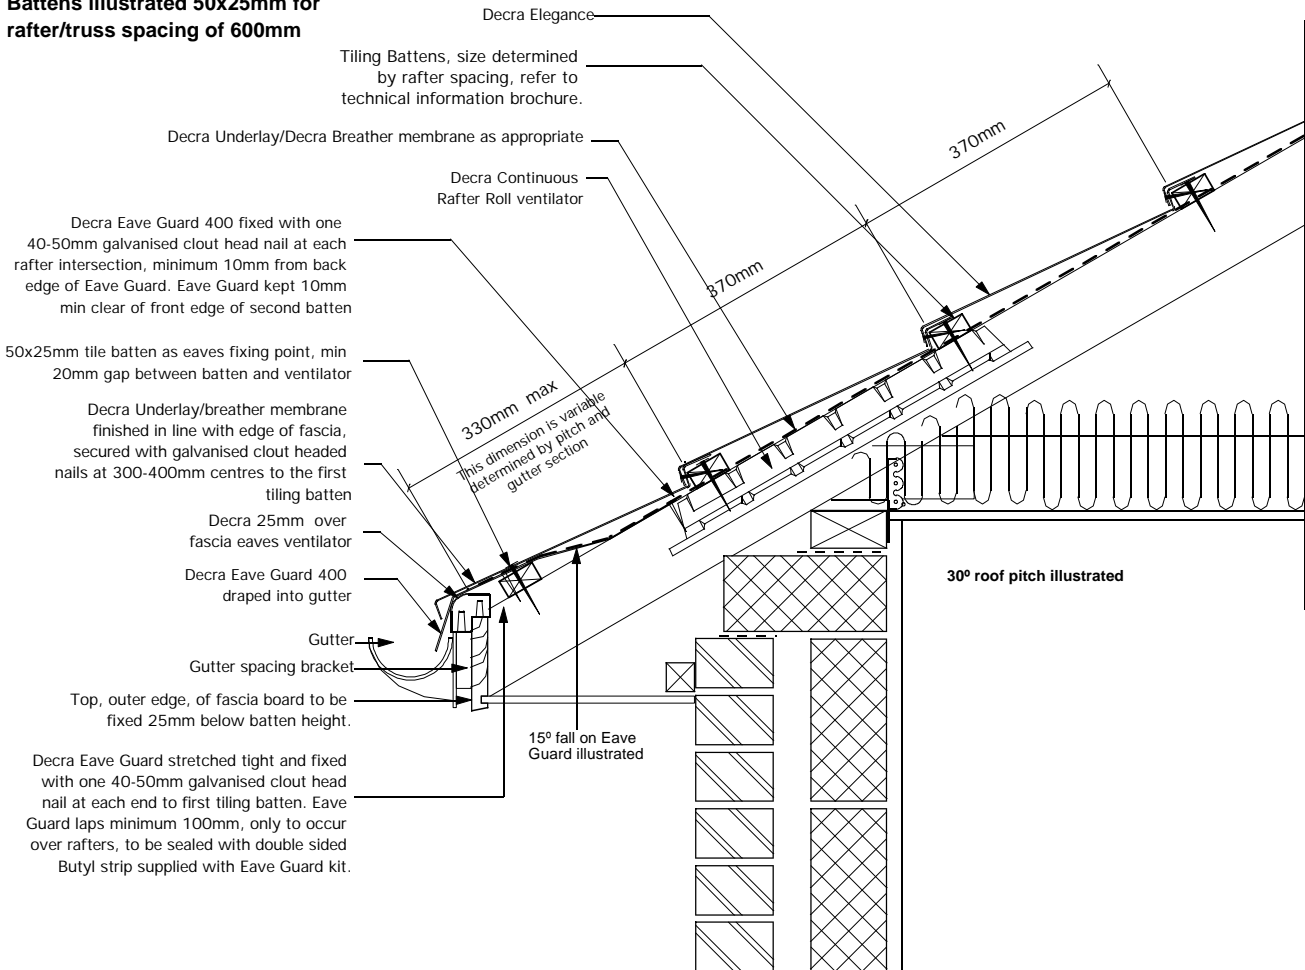 Battens illustrated 50x25mm for
rafter/truss spacing of 600mm
Decra Elegance
Tiling Battens, size determined
by rafter spacing, refer to
technical information brochure.
Decra Underlay/Decra Breather membrane as appropriate
Decra Continuous
Rafter Roll ventilator
Decra Eave Guard 400 fixed with one
40-50mm galvanised clout head nail at each
rafter intersection, minimum 10mm from back
edge of Eave Guard. Eave Guard kept 10mm
min clear of front edge of second batten
50x25mm tile batten as eaves fixing point, min
20mm gap between batten and ventilator
Decra Underlay/breather membrane
finished in line with edge of fascia,
secured with galvanised clout headed
nails at 300-400mm centres to the first
tiling batten
Decra 25mm over
fascia eaves ventilator
Decra Eave Guard 400
draped into gutter
Gutter
Gutter spacing bracket
Top, outer edge, of fascia board to be
fixed 25mm below batten height.
Decra Eave Guard stretched tight and fixed
with one 40-50mm galvanised clout head
nail at each end to first tiling batten. Eave
Guard laps minimum 100mm, only to occur
over rafters, to be sealed with double sided
Butyl strip supplied with Eave Guard kit.
370mm
370mm
330mm max
This dimension is variable
determined by pitch and
gutter section
15º fall on Eave
Guard illustrated
30º roof pitch illustrated